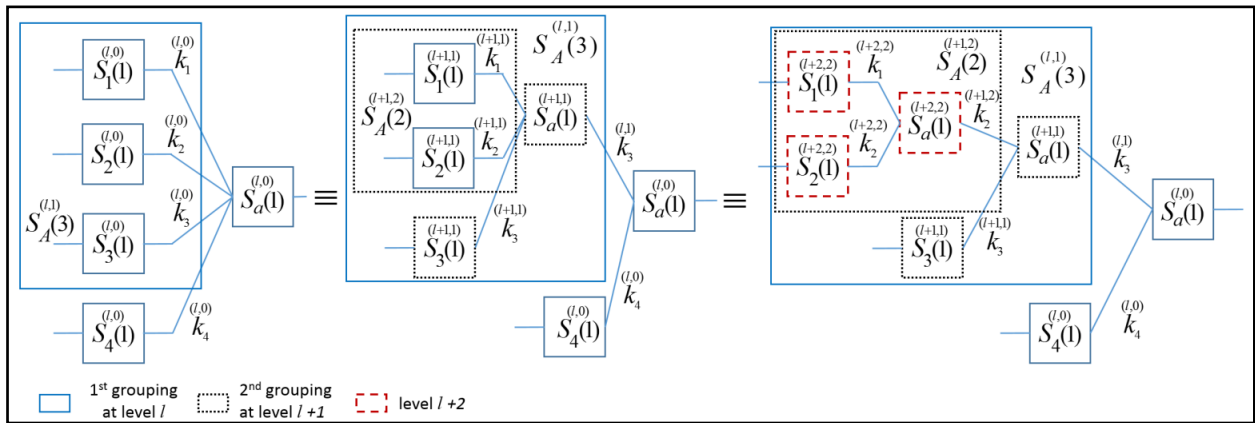 (l,0)
S₁(1)
(l,0)
k₁
(l,0)
S₂(1)
(l,0)
k₂
(l,0)
k₃
(l,0)
Sₐ(1)
(l,1)
S_A(3)
(l,0)
S₃(1)
(l,0)
k₄
(l,0)
S₄(1)
≡
(l+1,1)
S₁(1)
(l+1,1)
k₁
(l,1)
S_A(3)
(l+1,2)
S_A(2)
(l+1,1)
Sₐ(1)
(l+1,1)
S₂(1)
(l+1,1)
k₂
(l,1)
k₃
(l+1,1)
S₃(1)
(l+1,1)
k₃
(l,0)
Sₐ(1)
(l,0)
k₄
(l,0)
S₄(1)
≡
(l+2,2)
S₁(1)
(l+2,2)
k₁
(l+1,2)
S_A(2)
(l,1)
S_A(3)
(l+2,2)
Sₐ(1)
(l+1,2)
k₂
(l+2,2)
S₂(1)
(l+2,2)
k₂
(l+1,1)
Sₐ(1)
(l,1)
k₃
(l+1,1)
S₃(1)
(l+1,1)
k₃
(l,0)
Sₐ(1)
(l,0)
k₄
(l,0)
S₄(1)
1st grouping
at level l
2nd grouping
at level l+1
level l+2